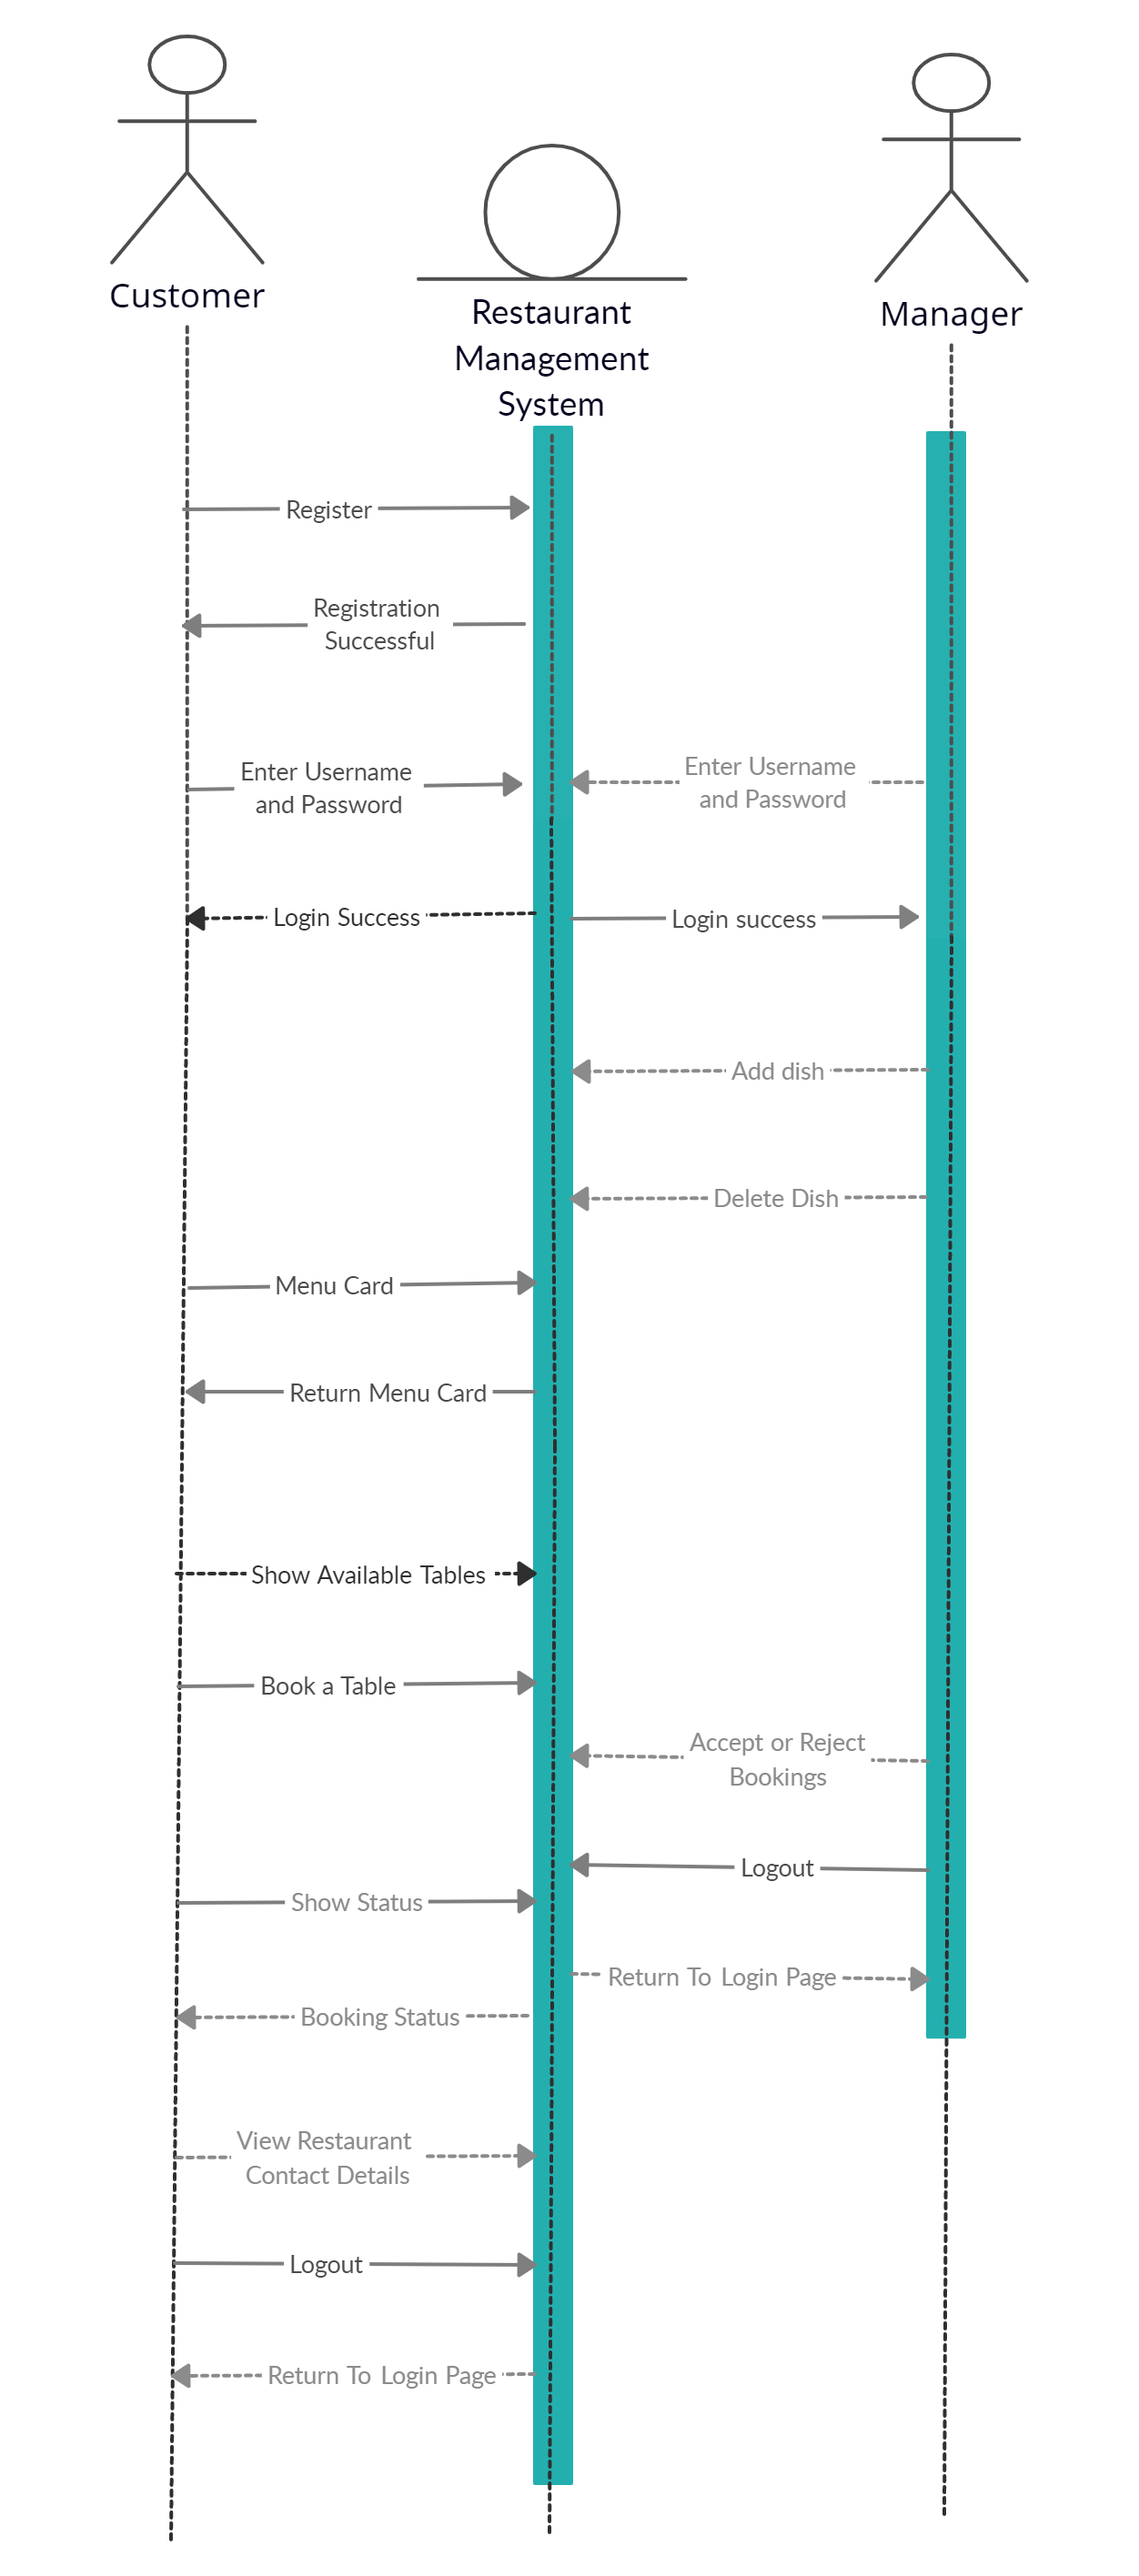 Customer
Restaurant
Management
System
Manager
Register
Registration
Successful
Enter Username
and Password
Enter Username
and Password
Login Success
Login success
Add dish
Delete Dish
Menu Card
Return Menu Card
Show Available Tables
Book a Table
Accept or Reject
Bookings
Logout
Show Status
Return To Login Page
Booking Status
View Restaurant
Contact Details
Logout
Return To Login Page